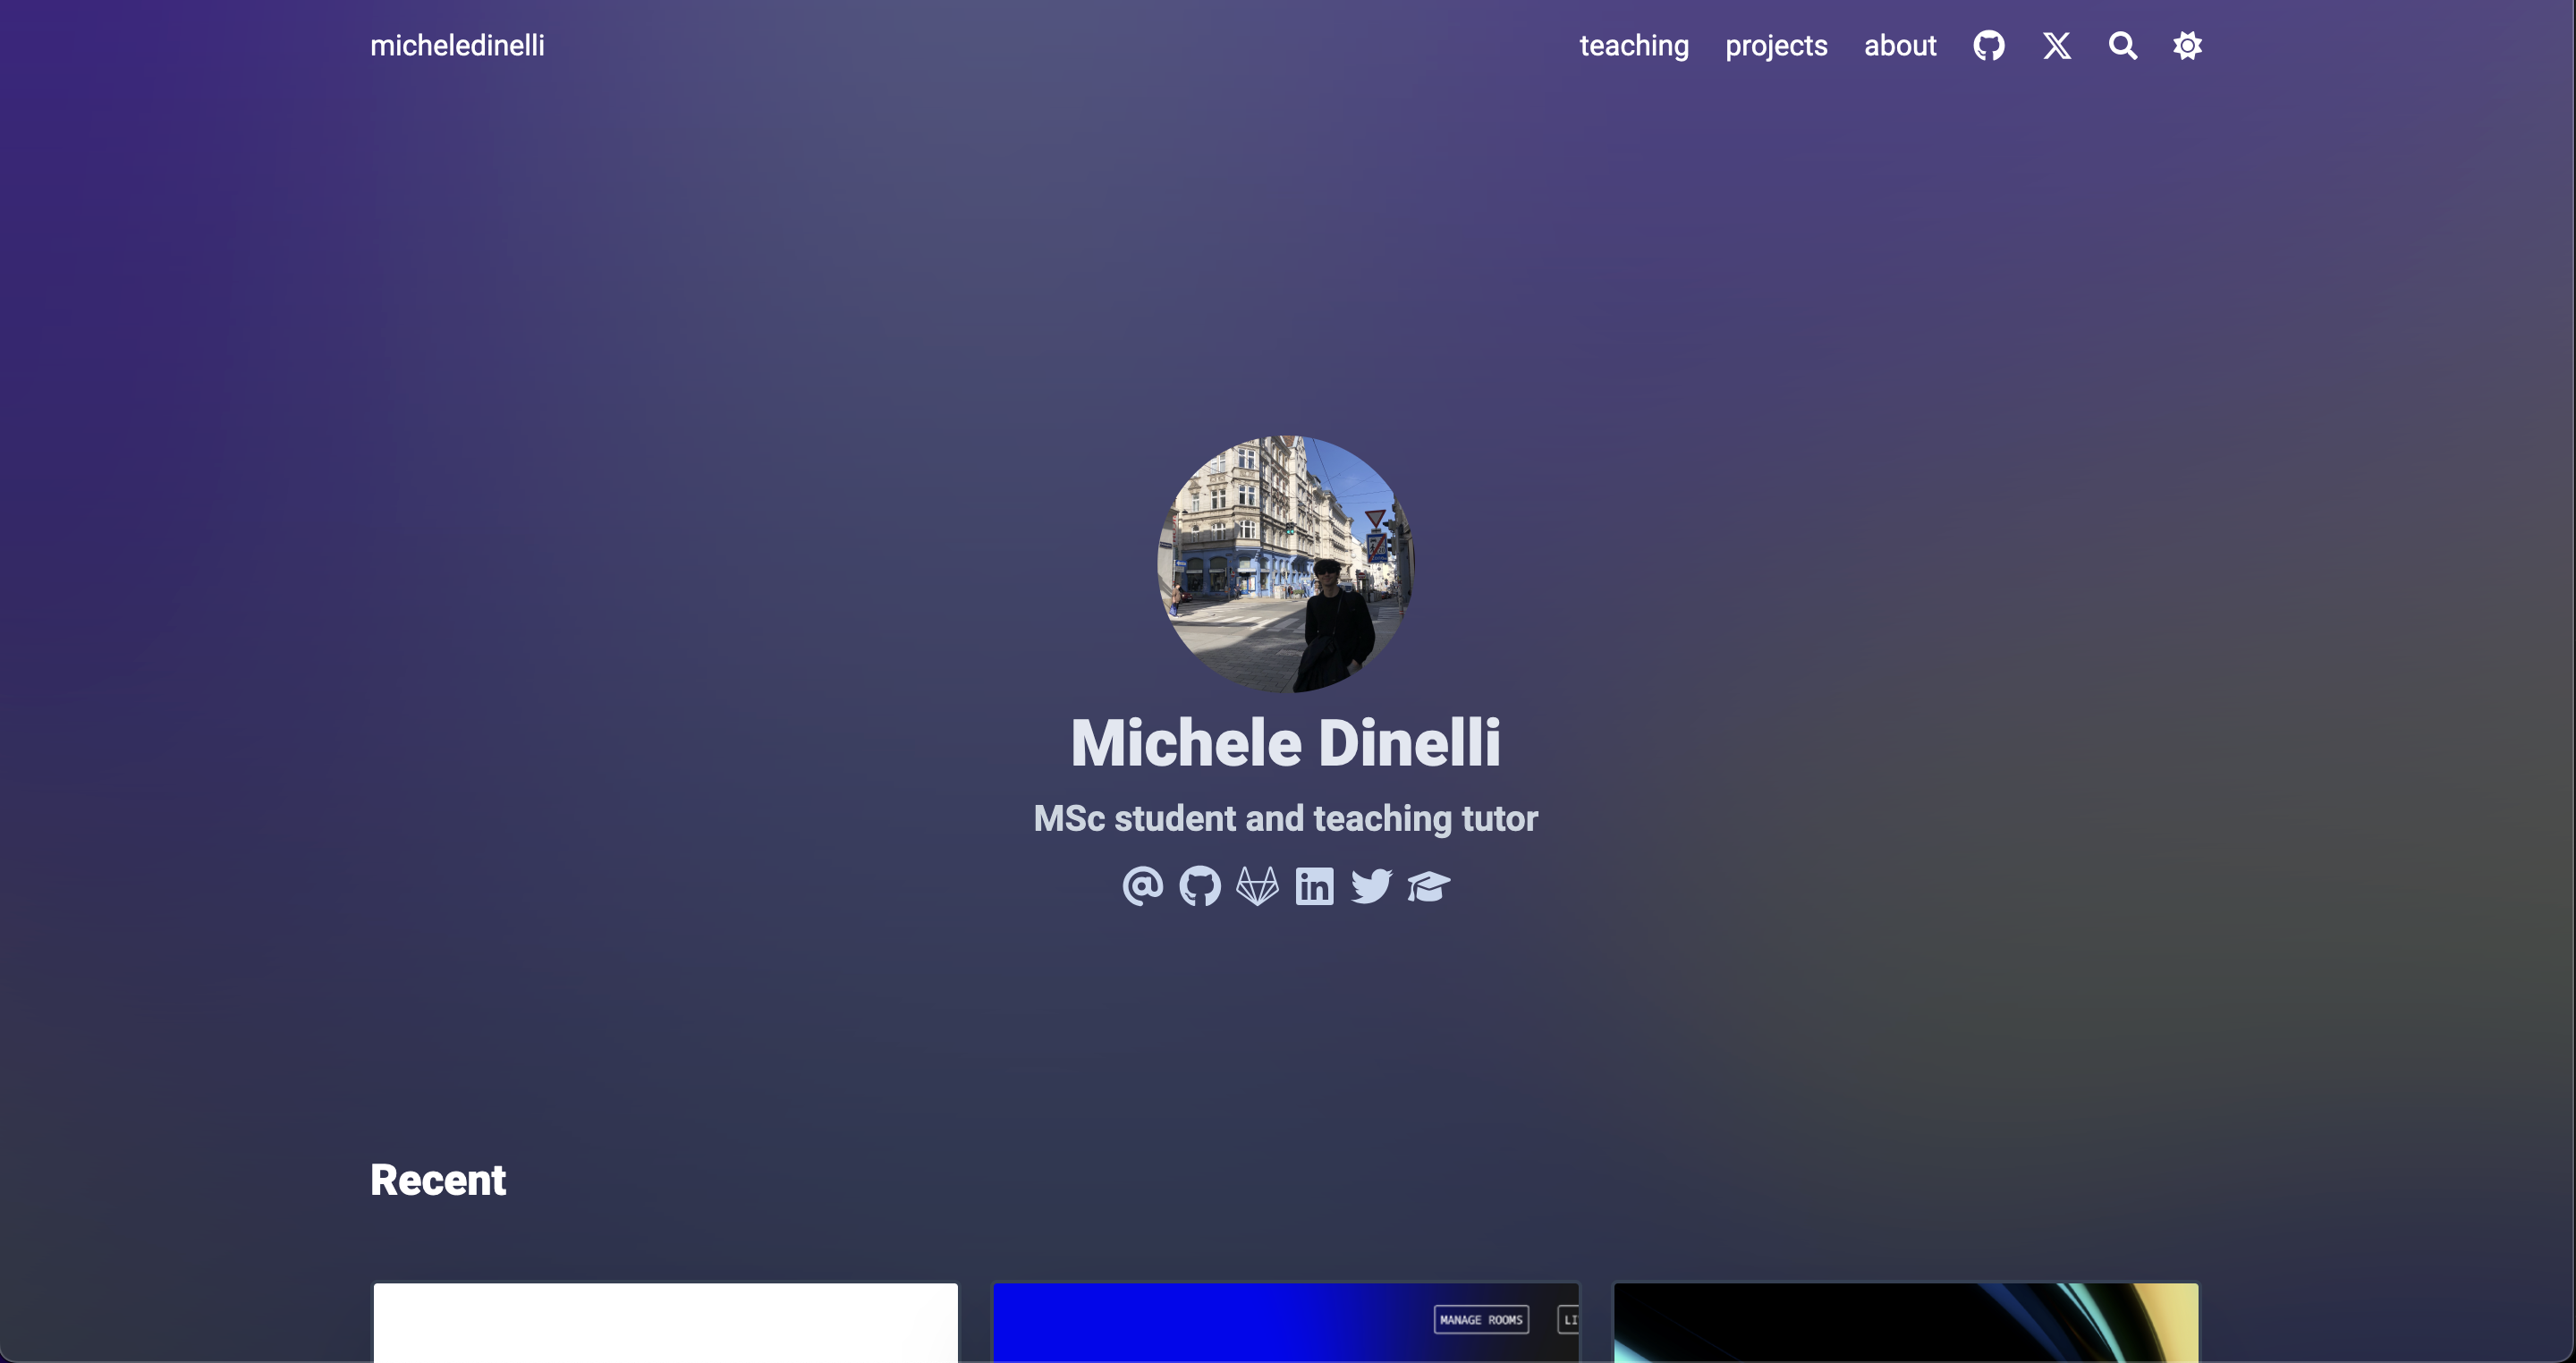 micheledinelli
teaching projects about
Michele Dinelli
MSc student and teaching tutor
Recent
MANAGE ROOMS
LI